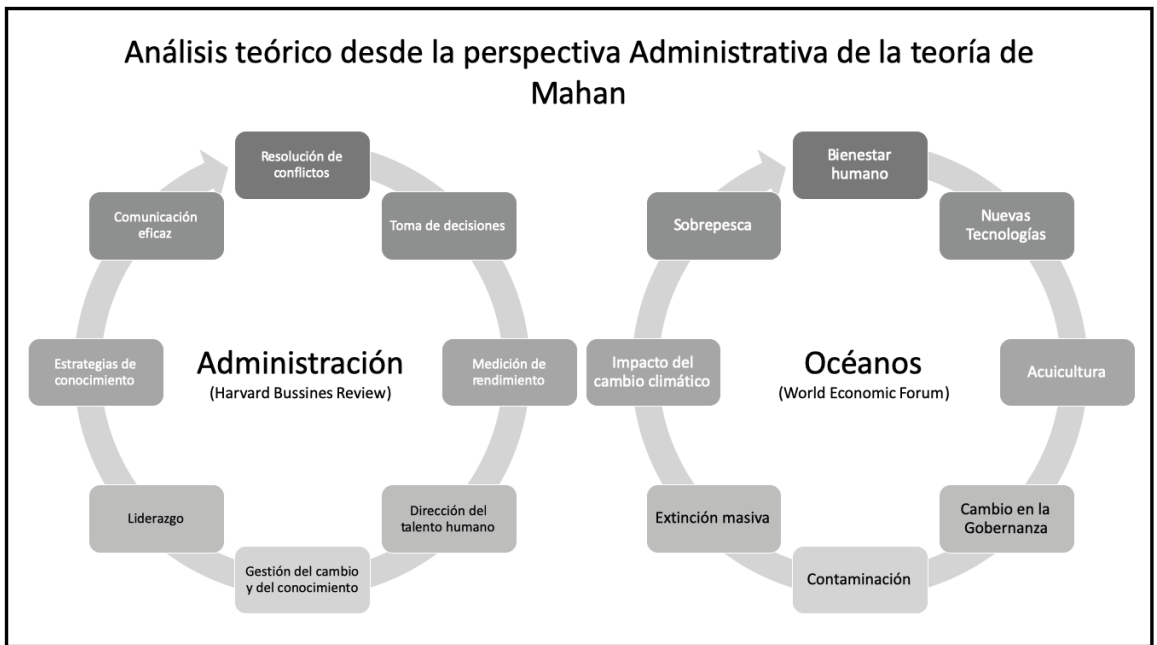 Análisis teórico desde la perspectiva Administrativa de la teoría de
Mahan
Resolución de
conflictos
Toma de decisiones
Medición de
rendimiento
Dirección del
talento humano
Gestión del cambio
y del conocimiento
Liderazgo
Estrategias de
conocimiento
Comunicación
eficaz
Administración
(Harvard Bussines Review)
Bienestar
humano
Nuevas
Tecnologías
Acuicultura
Cambio en la
Gobernanza
Contaminación
Extinción masiva
Impacto del
cambio climático
Sobrepesca
Océanos
(World Economic Forum)